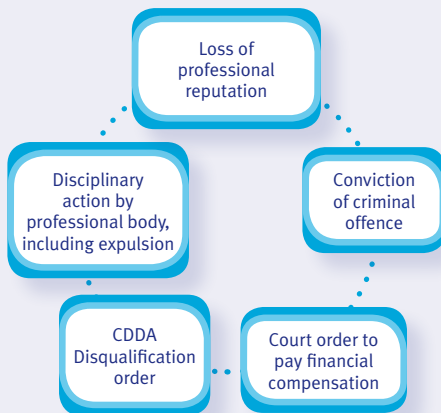 Loss of
professional
reputation
Disciplinary
action by
professional body,
including expulsion
Conviction
of criminal
offence
CDDA
Disqualification
order
Court order to
pay financial
compensation